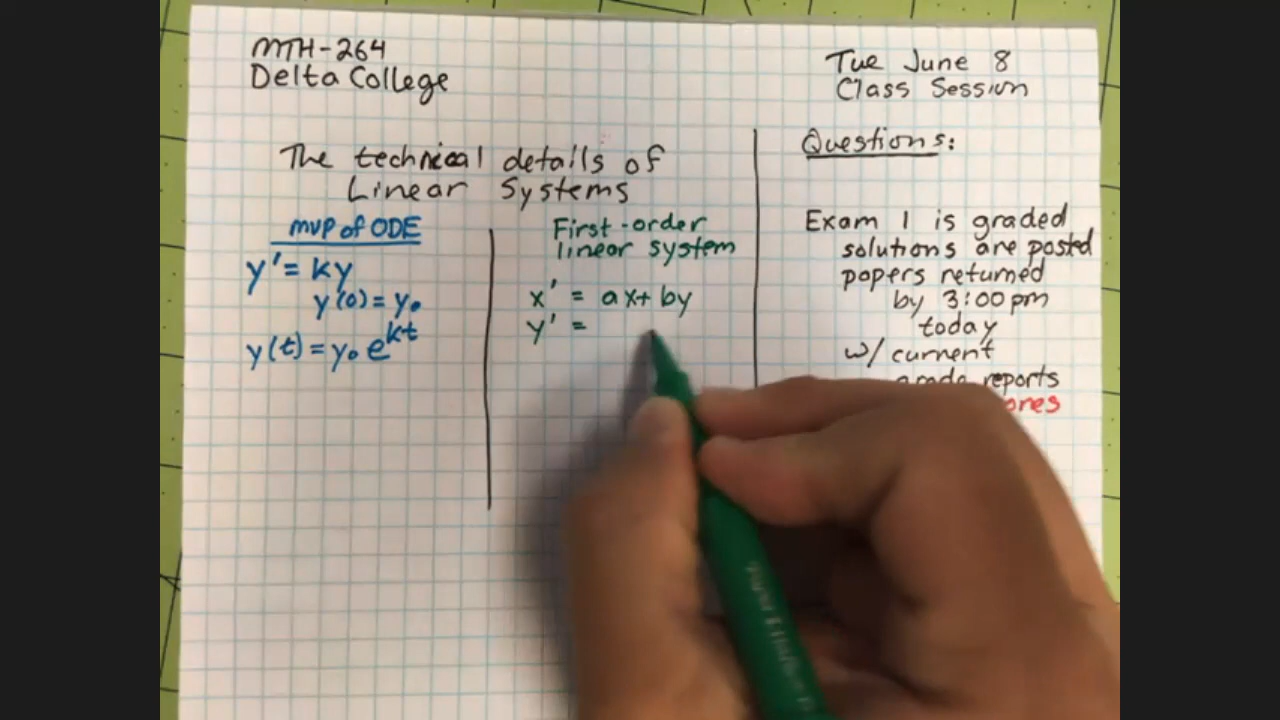 MTH-264
Delta College
Tue June 8
Class Session
The technical details of
Linear Systems
mvp of ODE
y' = ky
y(0) = y₀
y(t) = y₀ e^kt
First-order
linear system
x' = ax + by
y' =
Questions:
Exam 1 is graded
solutions are posted
papers returned
by 3:00pm
today
w/ current
grade reports